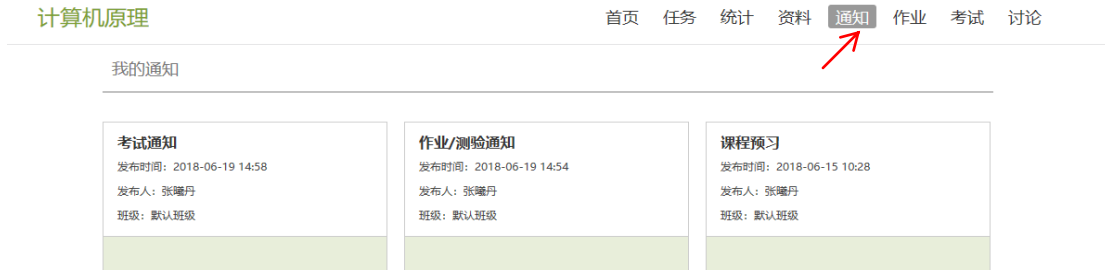 计算机原理
首页 任务 统计 资料 通知 作业 考试 讨论
我的通知
考试通知
发布时间：2018-06-19 14:58
发布人：张曦丹
班级：默认班级
作业/测验通知
发布时间：2018-06-19 14:54
发布人：张曦丹
班级：默认班级
课程预习
发布时间：2018-06-15 10:28
发布人：张曦丹
班级：默认班级